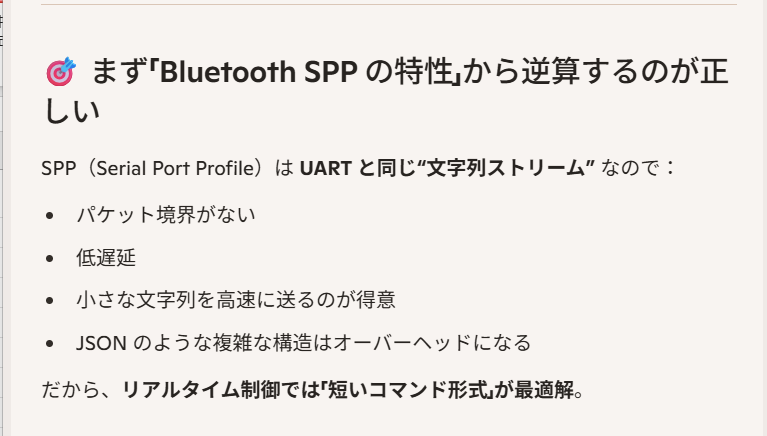 🎯 まず「Bluetooth SPP の特性」から逆算するのが正
しい
SPP（Serial Port Profile）は UART と同じ“文字列ストリーム” なので：
• パケット境界がない
• 低遅延
• 小さな文字列を高速に送るのが得意
• JSON のような複雑な構造はオーバーヘッドになる
だから、リアルタイム制御では「短いコマンド形式」が最適解。